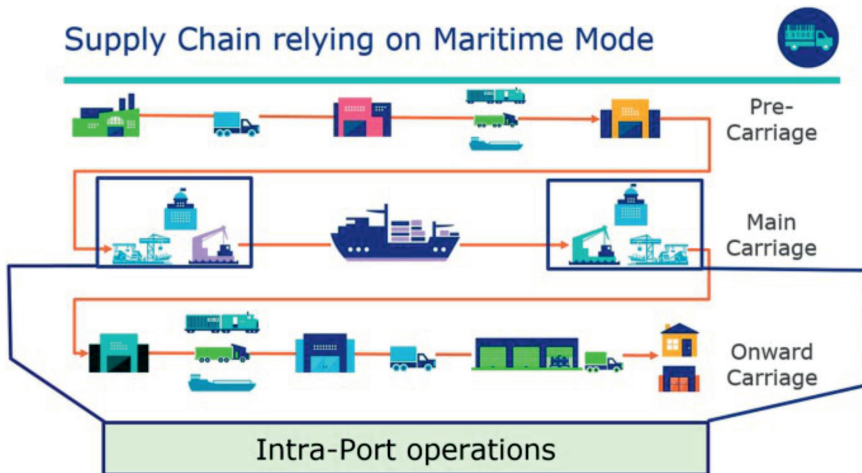 Supply Chain relying on Maritime Mode
Pre-
Carriage
Main
Carriage
Onward
Carriage
Intra-Port operations